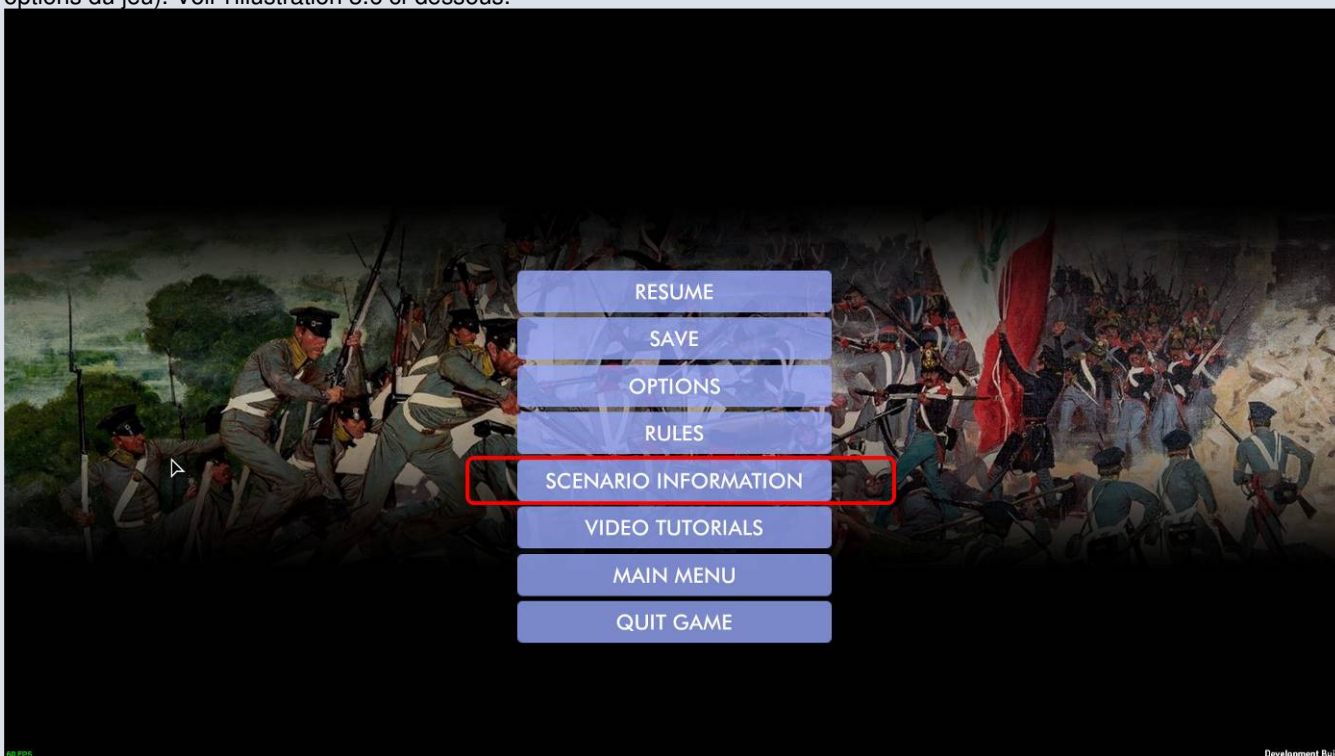 options du jeu). Voir l'illustration 3.6 ci-dessous:
RESUME
SAVE
OPTIONS
RULES
SCENARIO INFORMATION
VIDEO TUTORIALS
MAIN MENU
QUIT GAME
60 FPS
Development